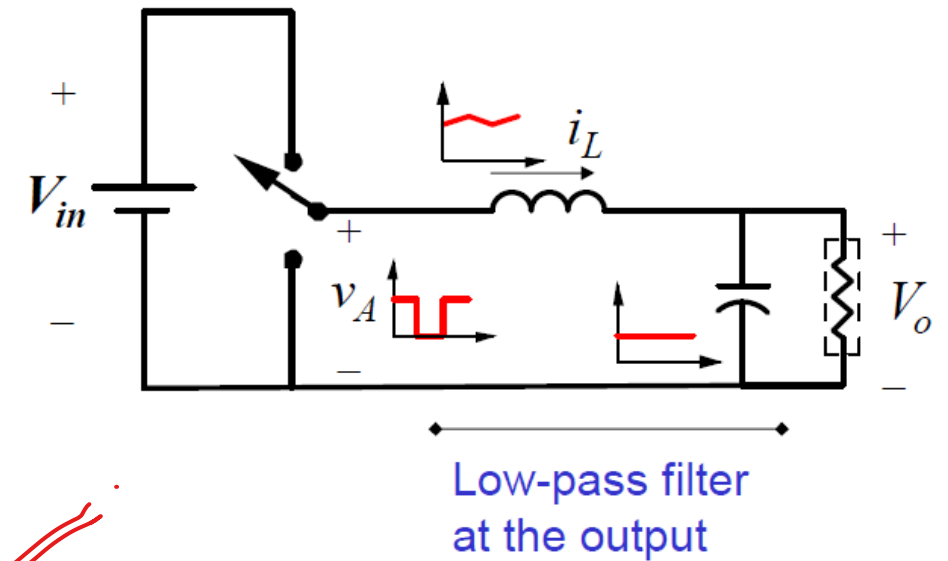 +
V_in
−
i_L
+
v_A
−
+
V_o
−
Low-pass filter
at the output